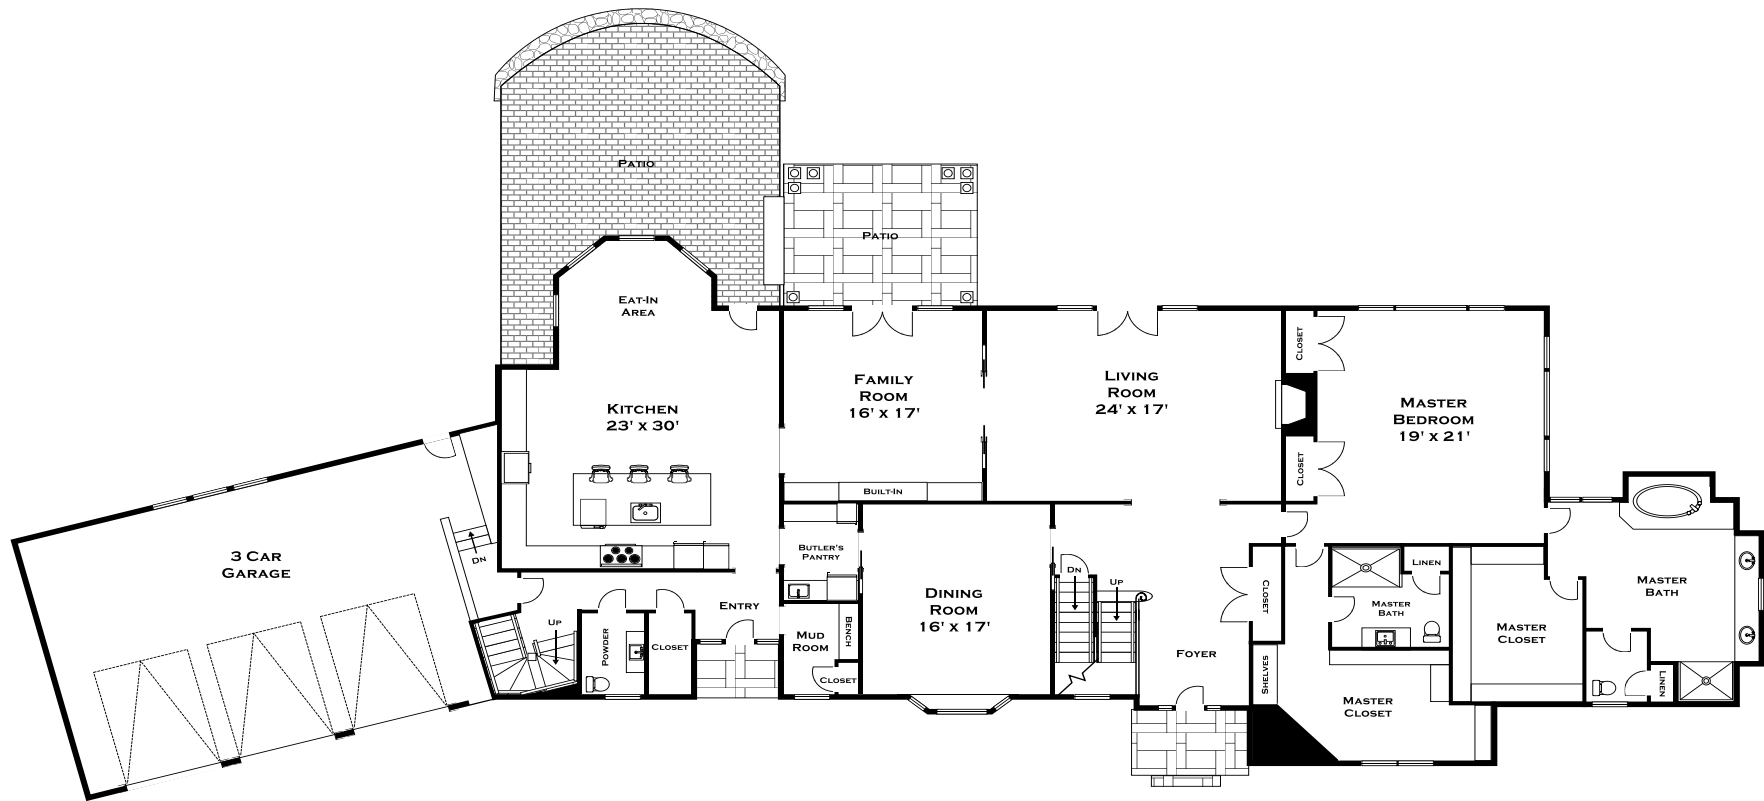 Patio
Patio
Eat-In
Area
Closet
Family
Room
16' x 17'
Living
Room
24' x 17'
Kitchen
23' x 30'
Master
Bedroom
19' x 21'
Closet
Built-In
3 Car
Garage
Dn
Butler's
Pantry
Dn
Up
Closet
Linen
Master
Bath
Master
Bath
Dining
Room
16' x 17'
Entry
Up
Powder
Closet
Mud
Room
Bench
Closet
Foyer
Shelves
Master
Closet
Master
Closet
Linen